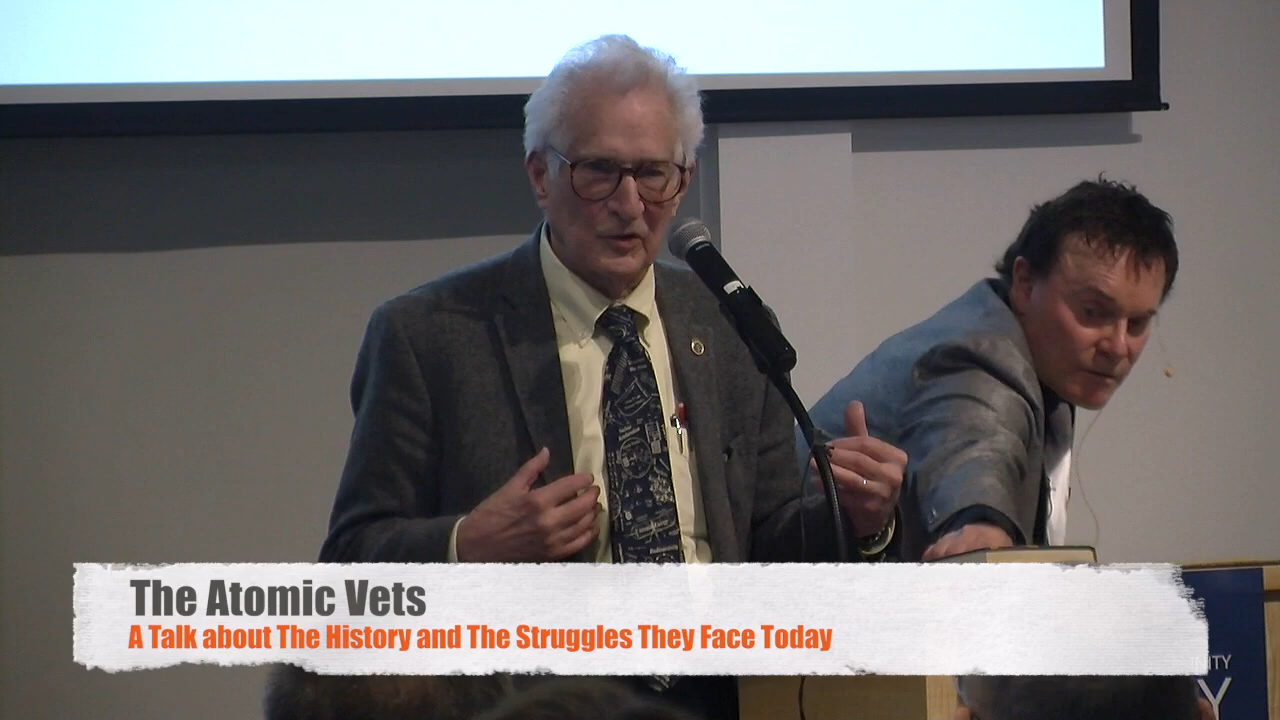 The Atomic Vets
A Talk about The History and The Struggles They Face Today